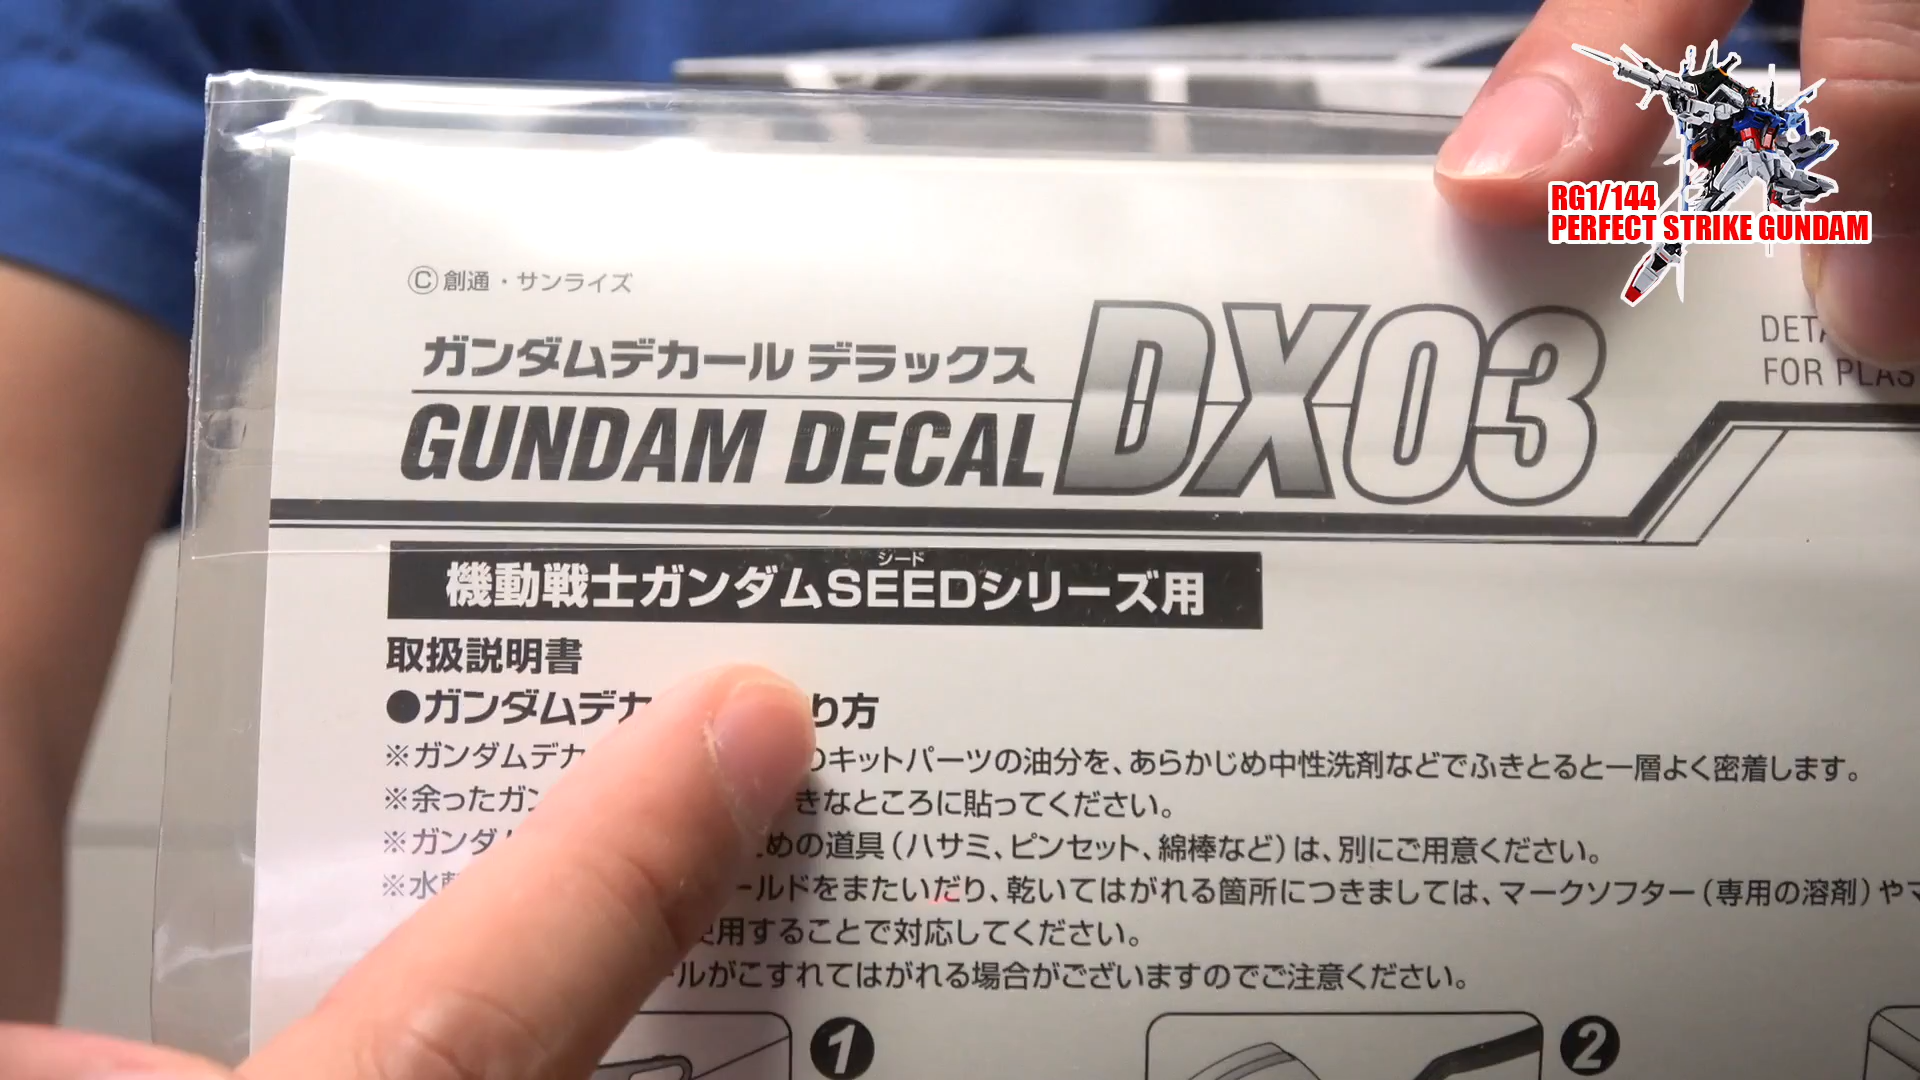 RG1/144
PERFECT STRIKE GUNDAM
©創通・サンライズ
ガンダムデカール デラックス
GUNDAM DECAL DX03
FOR
シード
機動戦士ガンダムSEEDシリーズ用
取扱説明書
●ガンダムデカ り方
※ガンダムデカ のキットパーツの油分を、あらかじめ中性洗剤などでふきとると一層よく密着します。
※余ったガン きなところに貼ってください。
※ガンダ めの道具(ハサミ、ピンセット、綿棒など)は、別にご用意ください。
※水 ールドをまたいだり、乾いてはがれる箇所につきましては、マークソフター(専用の溶剤)や
使用することで対応してください。
ールがこすれてはがれる場合がございますのでご注意ください。
1
2